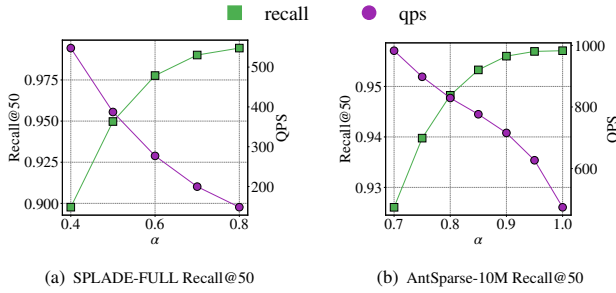 recall qps
0.975
0.950
0.925
0.900
Recall@50
500
400
300
200
QPS
0.4 0.5 0.6 0.7 0.8
α
0.95
0.94
0.93
Recall@50
1000
800
600
QPS
0.7 0.8 0.9 1.0
α
(a) SPLADE-FULL Recall@50
(b) AntSparse-10M Recall@50